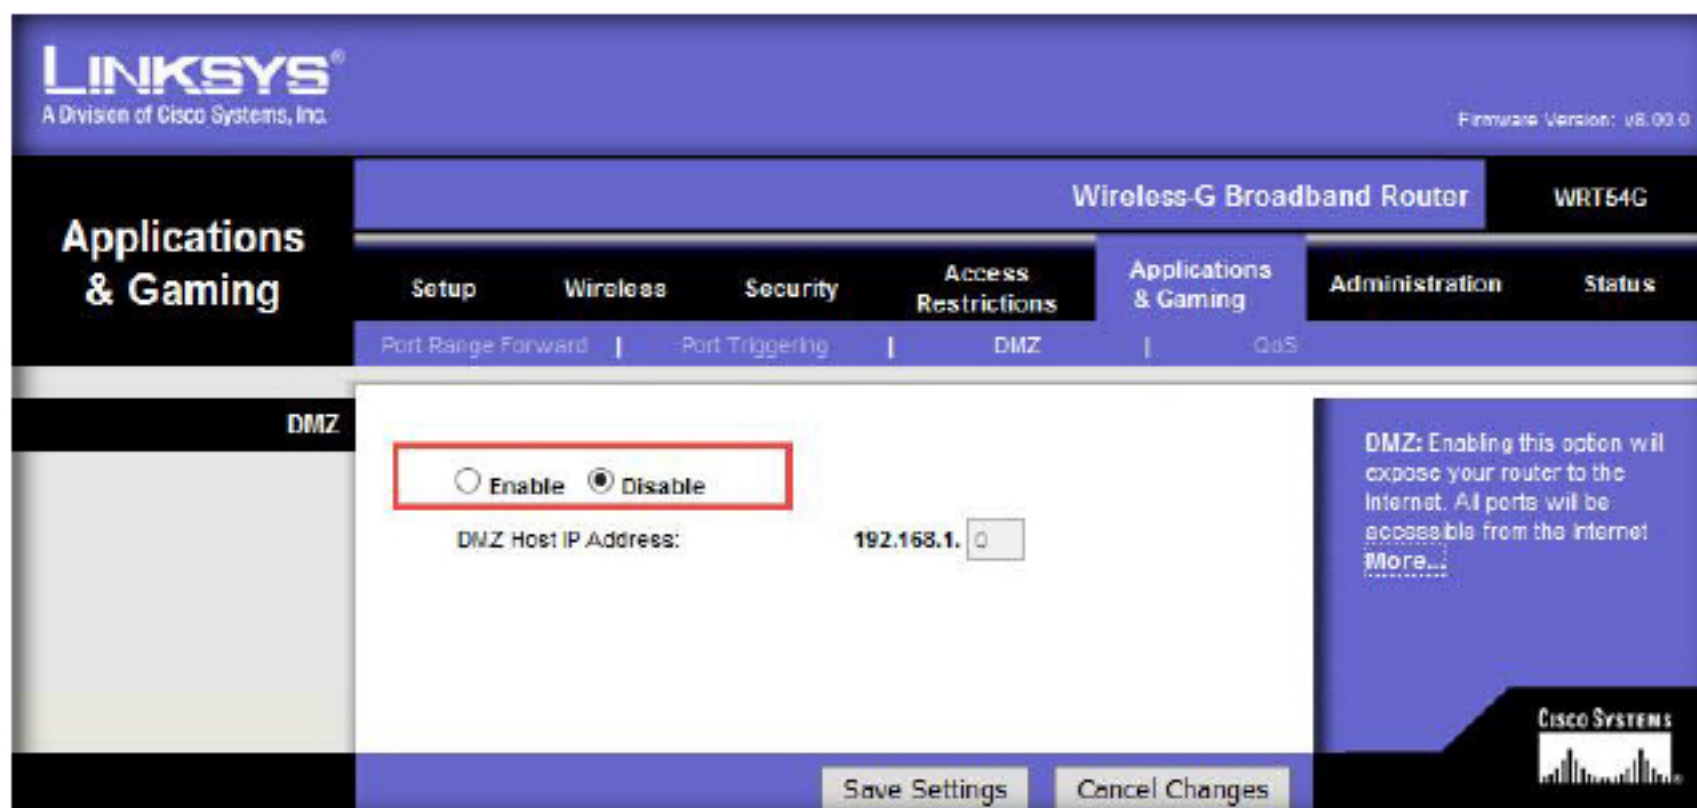 LINKSYS®
A Division of Cisco Systems, Inc.
Firmware Version: v8.00.0
Wireless-G Broadband Router
WRT54G
Applications
& Gaming
Setup
Wireless
Security
Access
Restrictions
Applications
& Gaming
Administration
Status
Port Range Forward | Port Triggering | DMZ | QoS
DMZ
Enable Disable
DMZ Host IP Address: 192.168.1. 0
DMZ: Enabling this option will
expose your router to the
Internet. All ports will be
accessible from the Internet
More...
CISCO SYSTEMS
Save Settings Cancel Changes